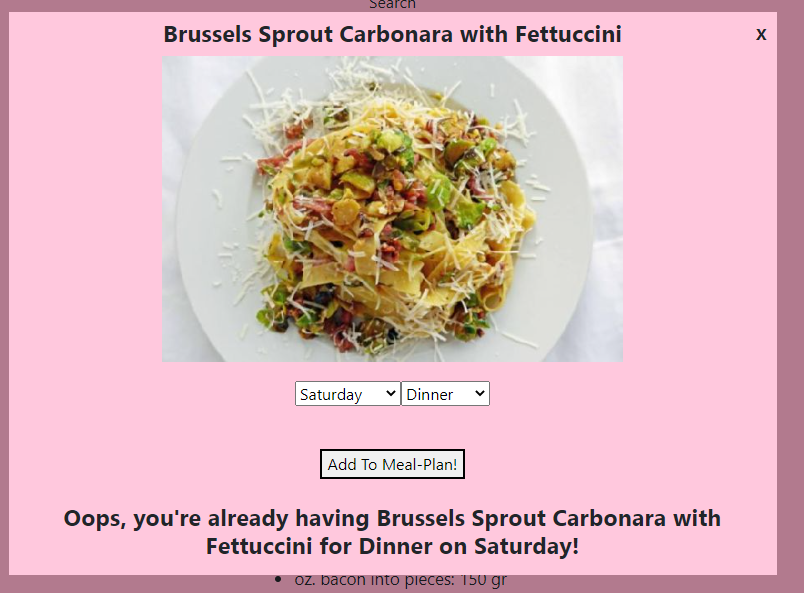 Search
Brussels Sprout Carbonara with Fettuccini
X
Saturday
Dinner
Add To Meal-Plan!
Oops, you're already having Brussels Sprout Carbonara with
Fettuccini for Dinner on Saturday!
oz. bacon into pieces: 150 gr